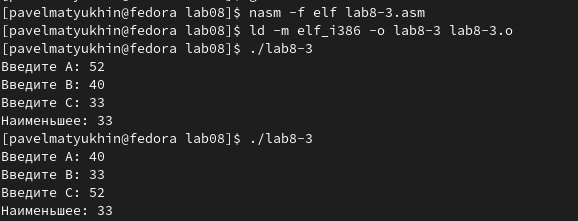 [pavelmatyukhin@fedora lab08]$ nasm -f elf lab8-3.asm
[pavelmatyukhin@fedora lab08]$ ld -m elf_i386 -o lab8-3 lab8-3.o
[pavelmatyukhin@fedora lab08]$ ./lab8-3
Введите A: 52
Введите B: 40
Введите C: 33
Наименьшее: 33
[pavelmatyukhin@fedora lab08]$ ./lab8-3
Введите A: 40
Введите B: 33
Введите C: 52
Наименьшее: 33